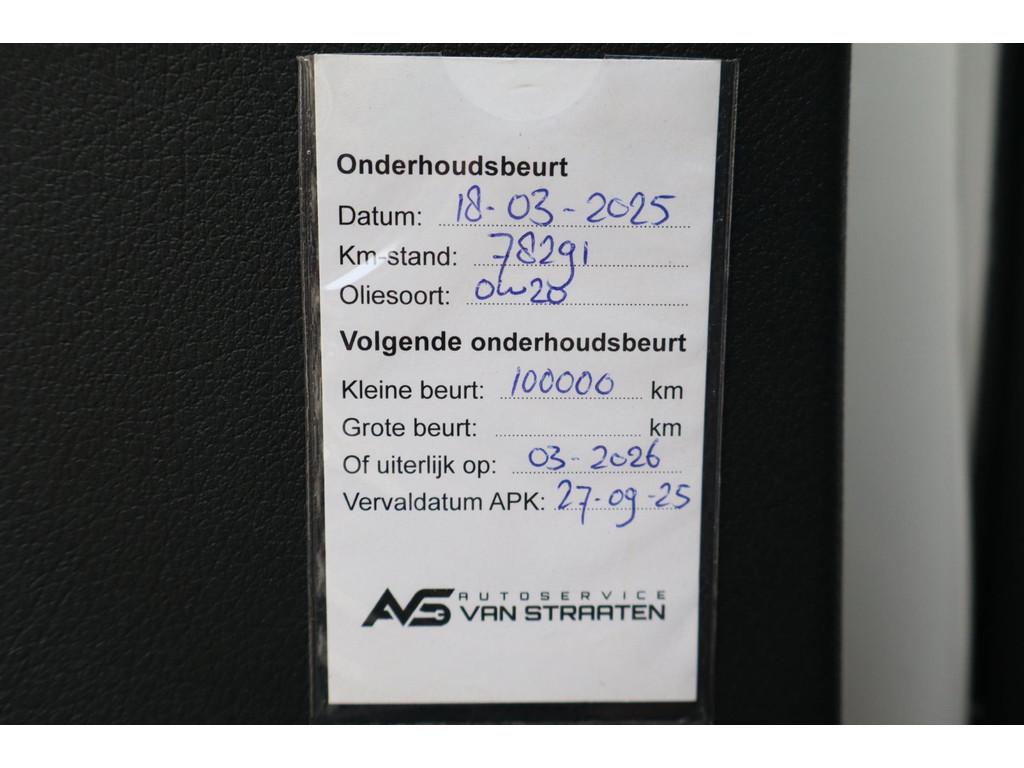 Onderhoudsbeurt
Datum: 18-03-2025
Km-stand: 78291
Oliesoort: 0w20
Volgende onderhoudsbeurt
Kleine beurt: 100000 km
Grote beurt: km
Of uiterlijk op: 03-2026
Vervaldatum APK: 27-09-25
AVS AUTOSERVICE
VAN STRAATEN